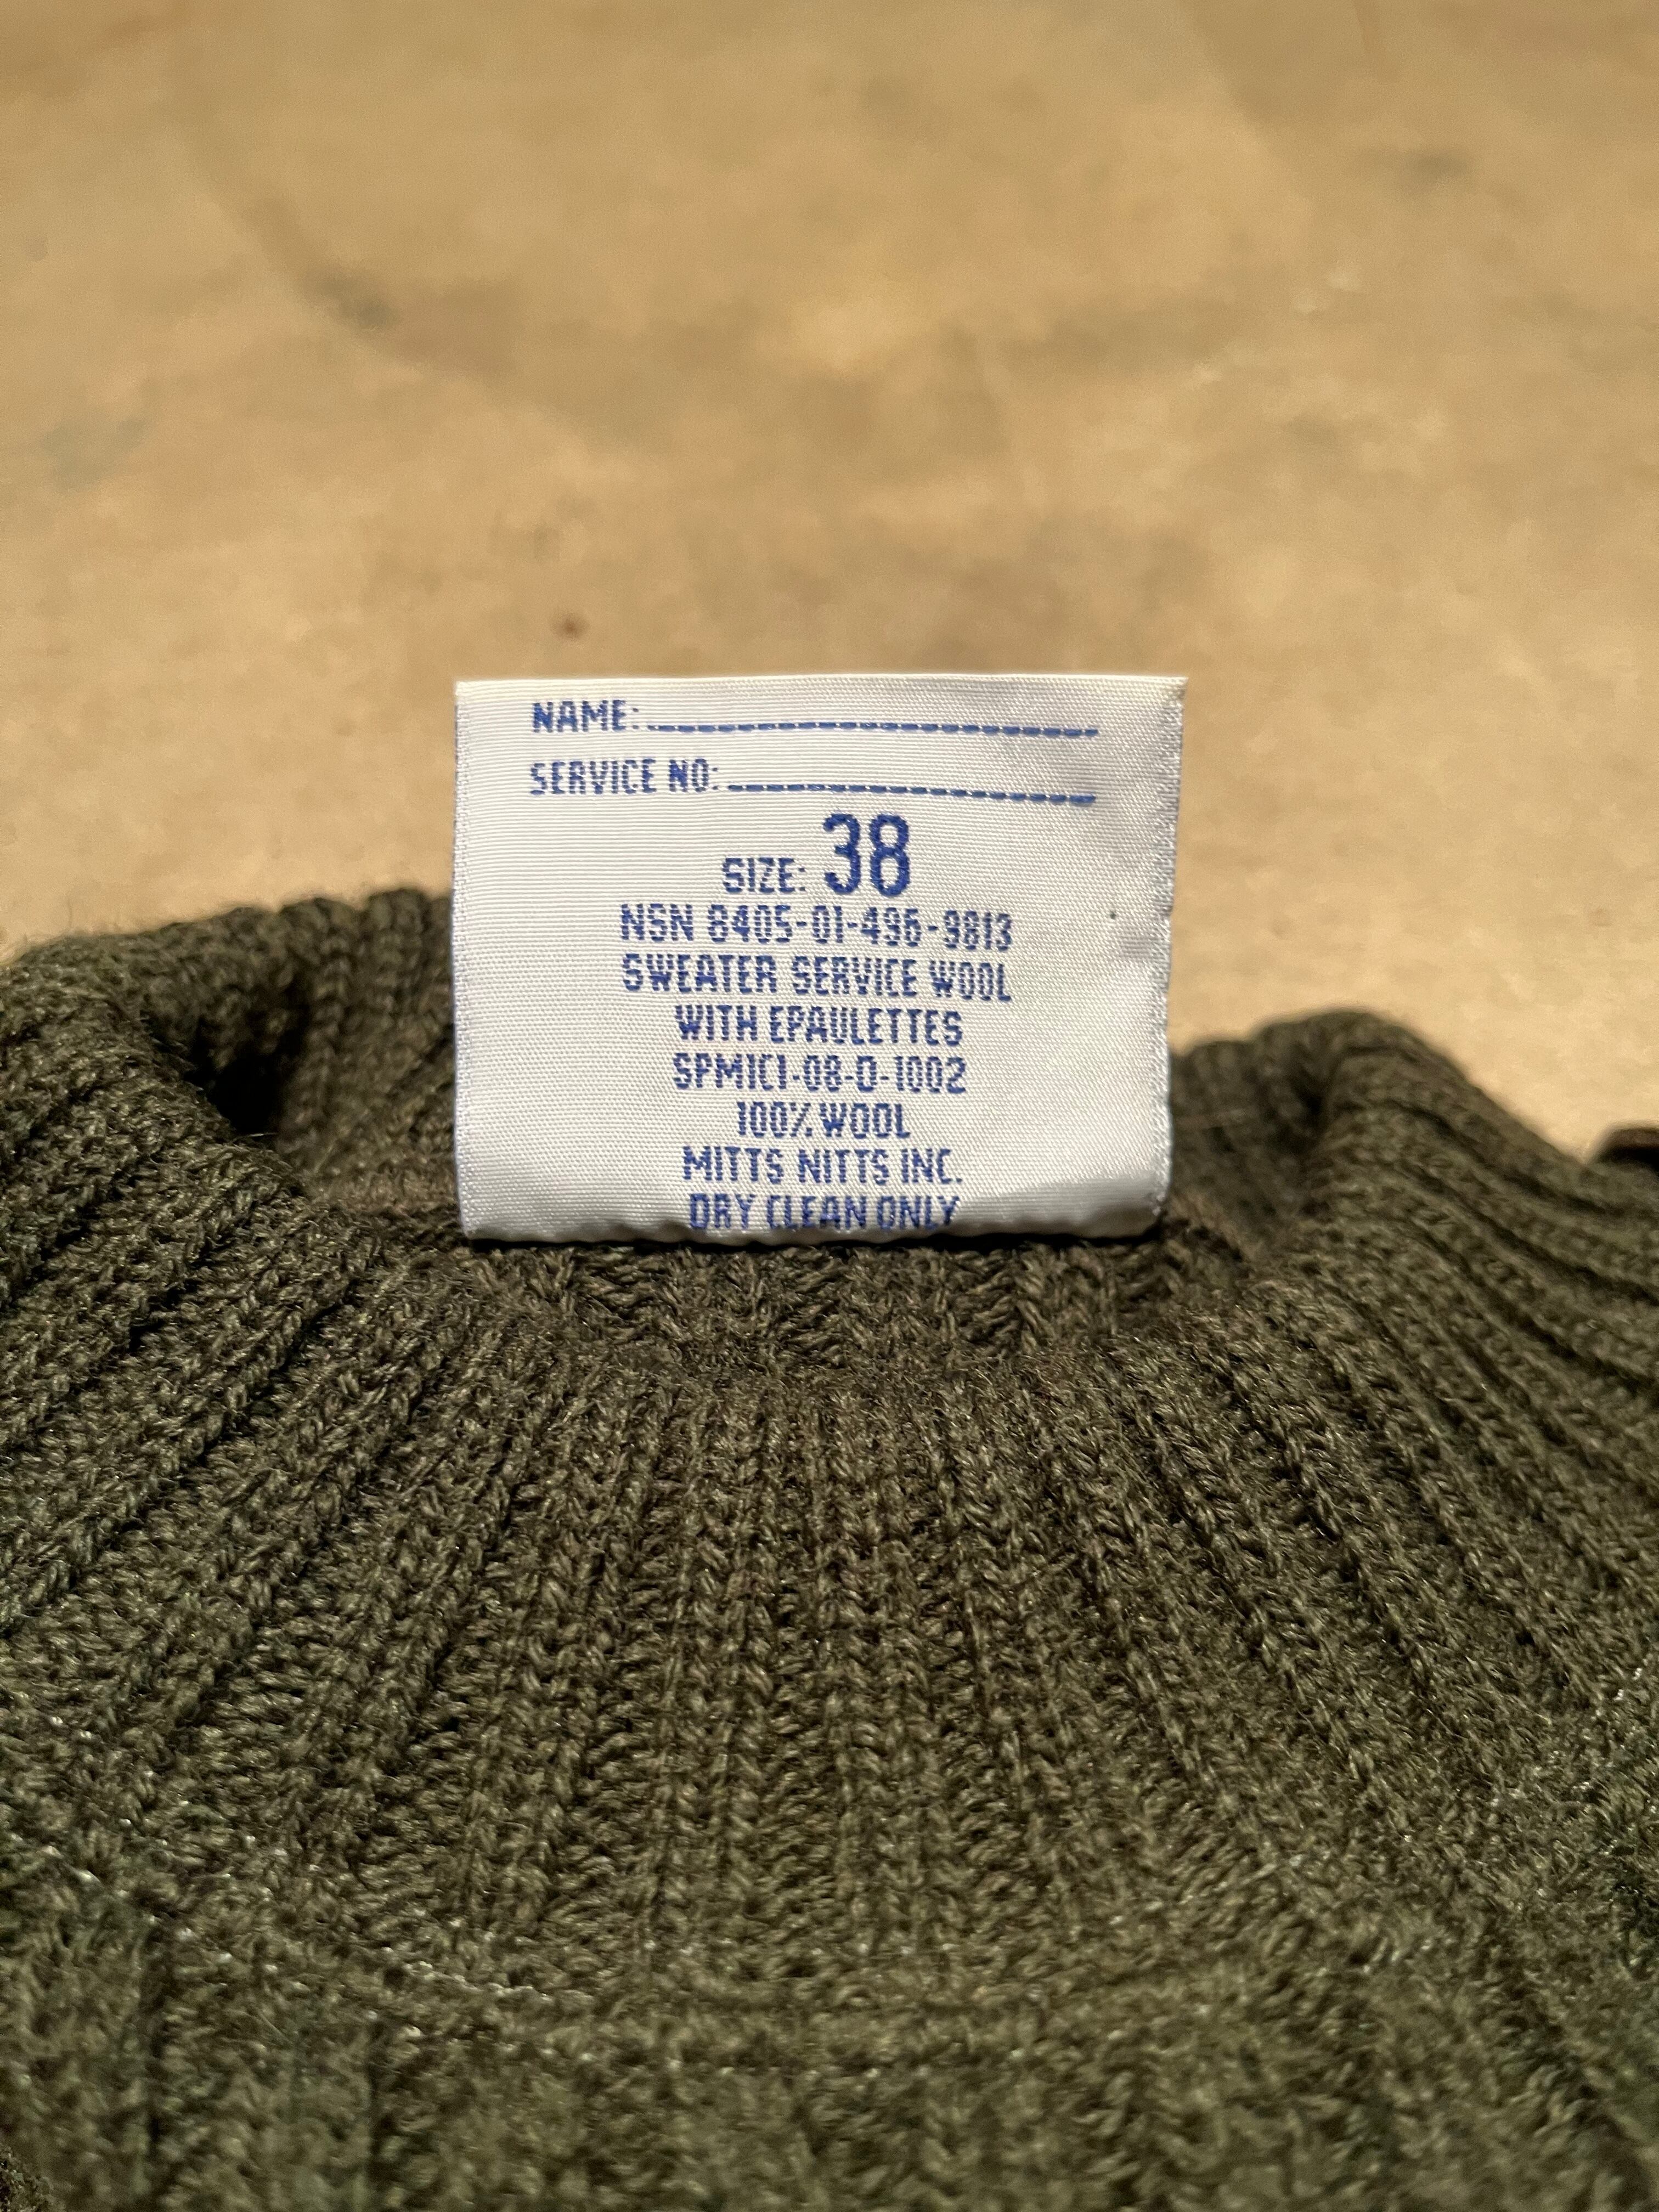 NAME:
SERVICE NO:
SIZE: 38
NSN 8405-01-496-9813
SWEATER SERVICE WOOL
WITH EPAULETTES
SPM1C1-08-D-1002
100% WOOL
MITTS NITTS INC.
DRY CLEAN ONLY